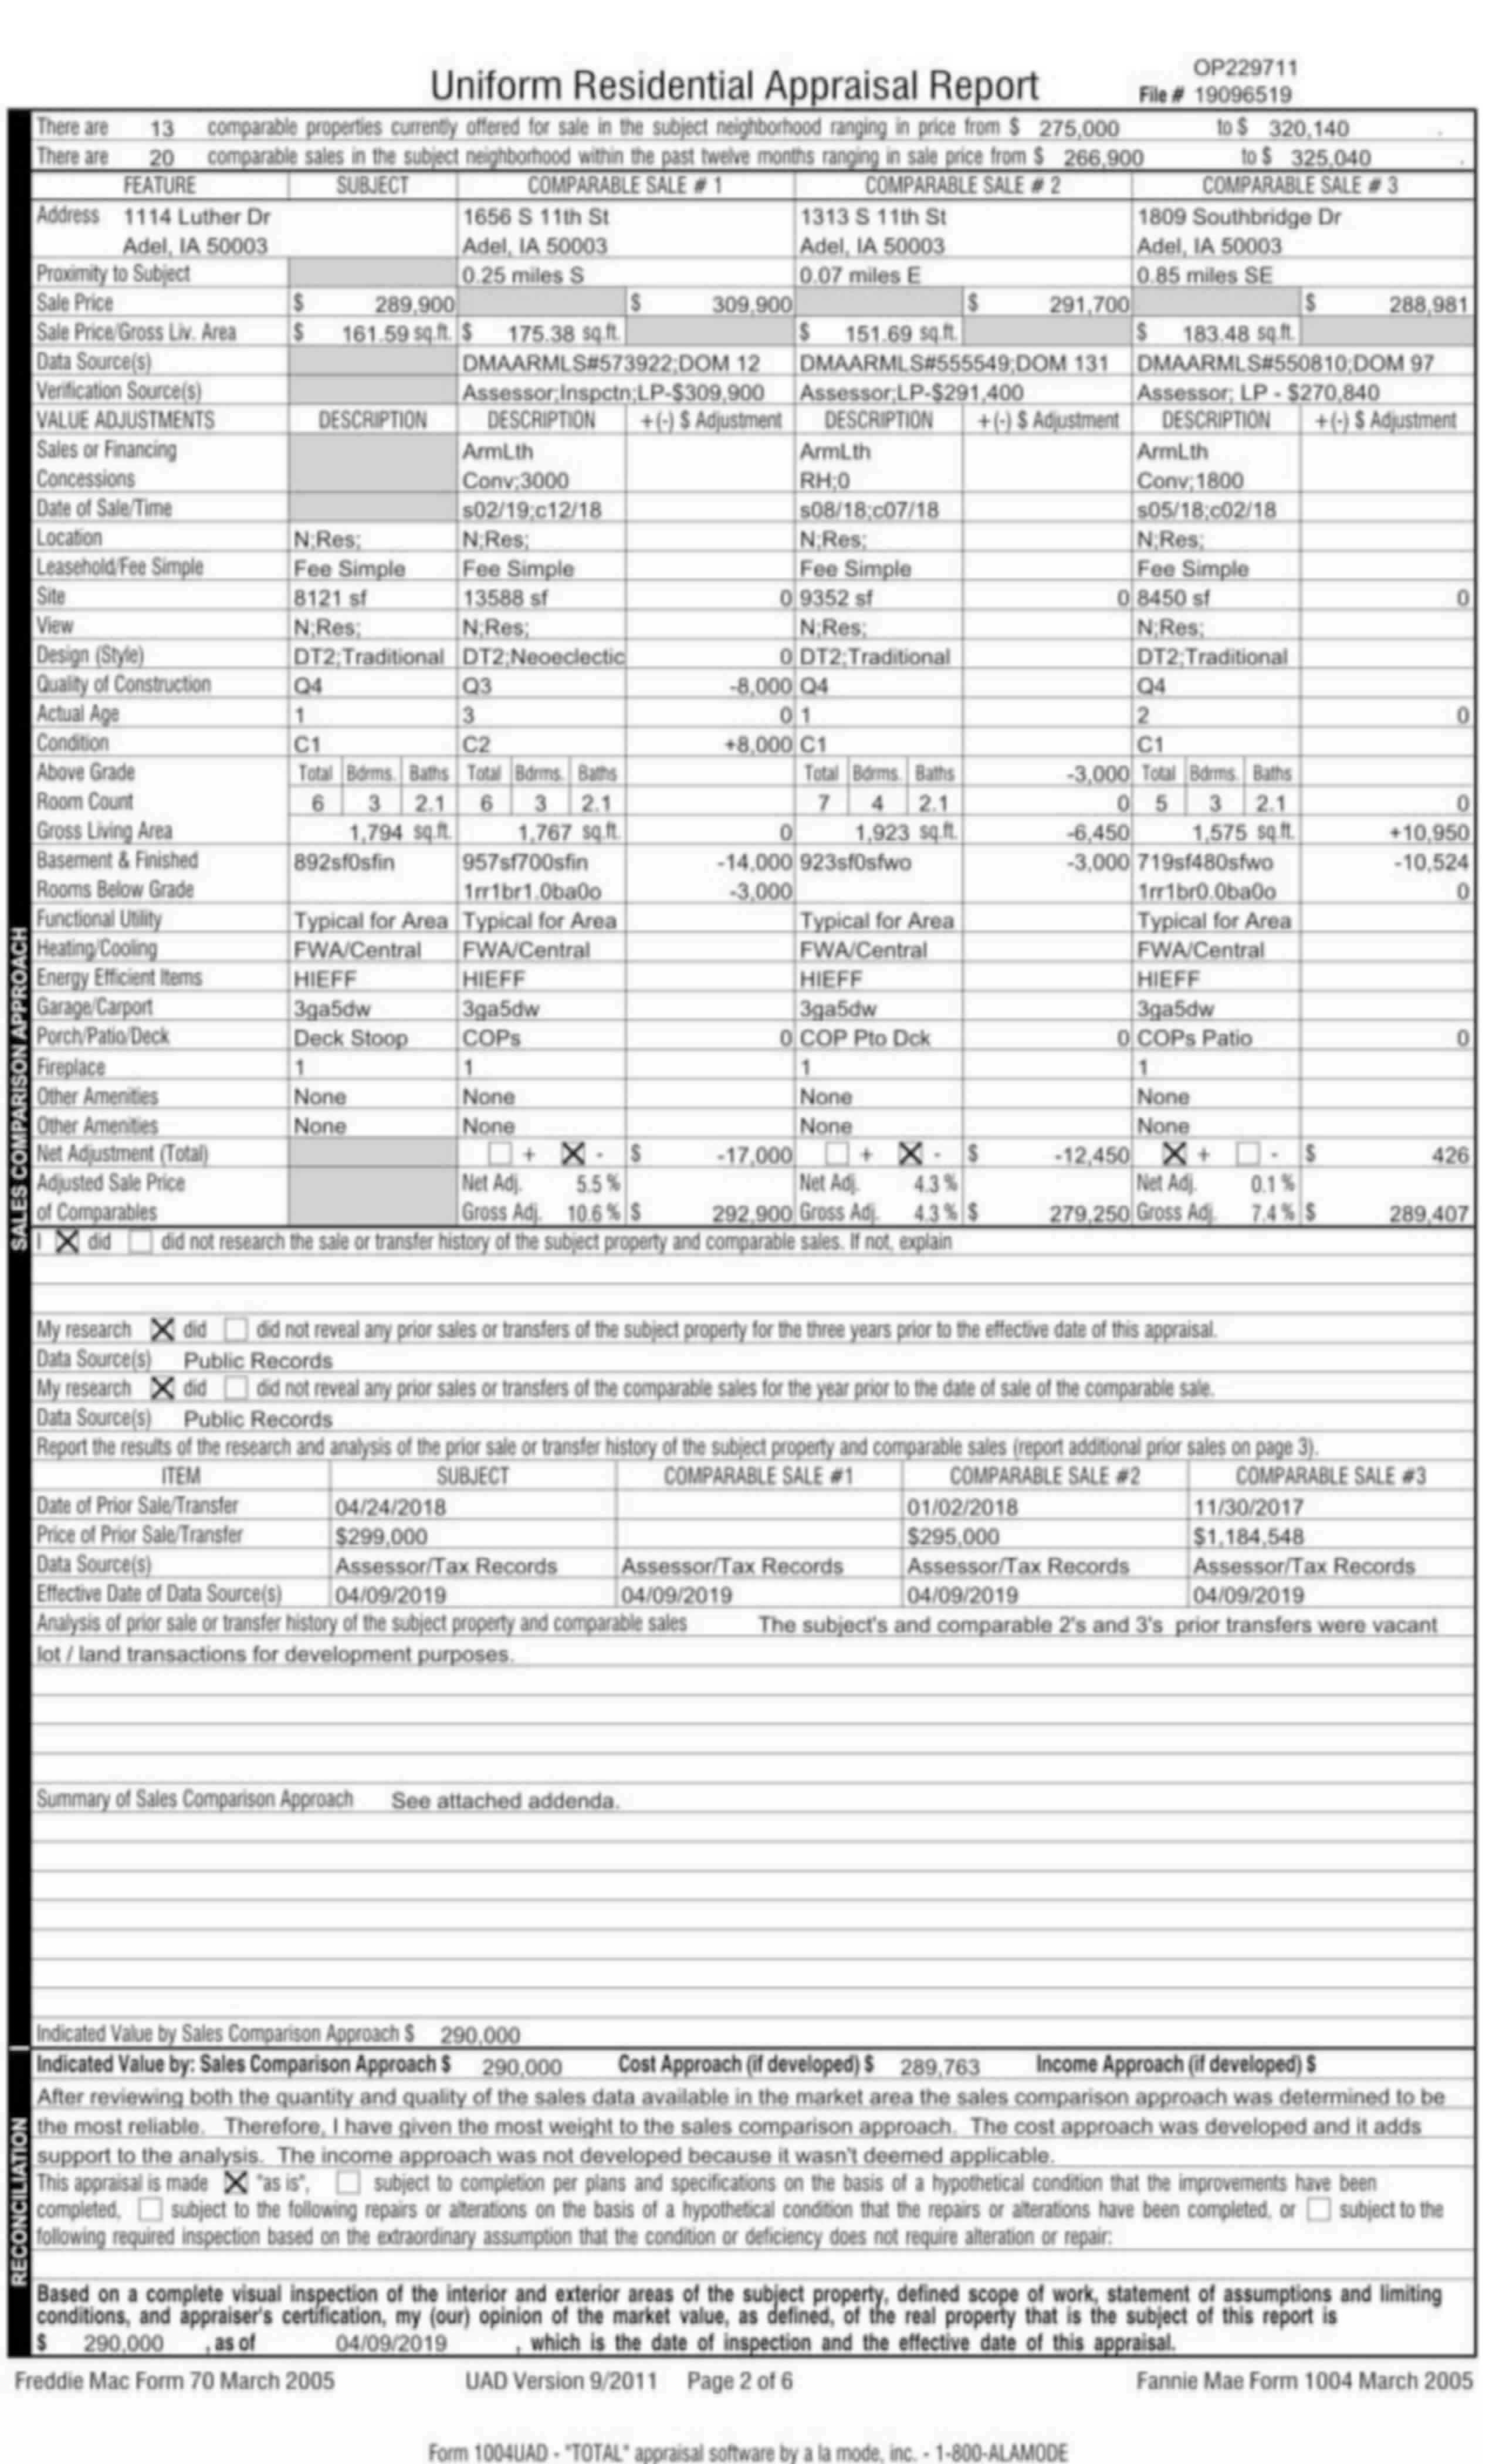 OP229711
Uniform Residential Appraisal Report File # 19096519
There are 13 comparable properties currently offered for sale in the subject neighborhood ranging in price from $ 275,000 to $ 320,140 .
There are 20 comparable sales in the subject neighborhood within the past twelve months ranging in sale price from $ 266,900 to $ 325,040 .
FEATURE SUBJECT COMPARABLE SALE # 1 COMPARABLE SALE # 2 COMPARABLE SALE # 3
Address 1114 Luther Dr 1656 S 11th St 1313 S 11th St 1809 Southbridge Dr
Adel, IA 50003 Adel, IA 50003 Adel, IA 50003 Adel, IA 50003
Proximity to Subject 0.25 miles S 0.07 miles E 0.85 miles SE
Sale Price $ 289,900 $ 309,900 $ 291,700 $ 288,981
Sale Price/Gross Liv. Area $ 161.59 sq.ft. $ 175.38 sq.ft. $ 151.69 sq.ft. $ 183.48 sq.ft.
Data Source(s) DMAARMLS#573922;DOM 12 DMAARMLS#555549;DOM 131 DMAARMLS#550810;DOM 97
Verification Source(s) Assessor;Inspctn;LP-$309,900 Assessor;LP-$291,400 Assessor; LP - $270,840
VALUE ADJUSTMENTS DESCRIPTION DESCRIPTION +(-) $ Adjustment DESCRIPTION +(-) $ Adjustment DESCRIPTION +(-) $ Adjustment
Sales or Financing ArmLth ArmLth ArmLth
Concessions Conv;3000 RH;0 Conv;1800
Date of Sale/Time s02/19;c12/18 s08/18;c07/18 s05/18;c02/18
Location N;Res; N;Res; N;Res; N;Res;
Leasehold/Fee Simple Fee Simple Fee Simple Fee Simple Fee Simple
Site 8121 sf 13588 sf 0 9352 sf 0 8450 sf 0
View N;Res; N;Res; N;Res; N;Res;
Design (Style) DT2;Traditional DT2;Neoeclectic 0 DT2;Traditional DT2;Traditional
Quality of Construction Q4 Q3 -8,000 Q4 Q4
Actual Age 1 3 0 1 2 0
Condition C1 C2 +8,000 C1 C1
Above Grade Total Bdrms. Baths Total Bdrms. Baths Total Bdrms. Baths -3,000 Total Bdrms. Baths
Room Count 6 3 2.1 6 3 2.1 7 4 2.1 0 5 3 2.1 0
Gross Living Area 1,794 sq.ft. 1,767 sq.ft. 0 1,923 sq.ft. -6,450 1,575 sq.ft. +10,950
Basement & Finished 892sf0sfin 957sf700sfin -14,000 923sf0sfwo -3,000 719sf480sfwo -10,524
Rooms Below Grade 1rr1br1.0ba0o -3,000 1rr1br0.0ba0o 0
Functional Utility Typical for Area Typical for Area Typical for Area Typical for Area
Heating/Cooling FWA/Central FWA/Central FWA/Central FWA/Central
Energy Efficient Items HIEFF HIEFF HIEFF HIEFF
Garage/Carport 3ga5dw 3ga5dw 3ga5dw 3ga5dw
Porch/Patio/Deck Deck Stoop COPs 0 COP Pto Dck 0 COPs Patio 0
Fireplace 1 1 1 1
Other Amenities None None None None
Other Amenities None None None None
Net Adjustment (Total) + X - $ -17,000 + X - $ -12,450 X + - $ 426
Adjusted Sale Price Net Adj. 5.5 % Net Adj. 4.3 % Net Adj. 0.1 %
of Comparables Gross Adj. 10.6 % $ 292,900 Gross Adj. 4.3 % $ 279,250 Gross Adj. 7.4 % $ 289,407
SALES COMPARISON APPROACH
I X did did not research the sale or transfer history of the subject property and comparable sales. If not, explain
My research X did did not reveal any prior sales or transfers of the subject property for the three years prior to the effective date of this appraisal.
Data Source(s) Public Records
My research X did did not reveal any prior sales or transfers of the comparable sales for the year prior to the date of sale of the comparable sale.
Data Source(s) Public Records
Report the results of the research and analysis of the prior sale or transfer history of the subject property and comparable sales (report additional prior sales on page 3).
ITEM SUBJECT COMPARABLE SALE #1 COMPARABLE SALE #2 COMPARABLE SALE #3
Date of Prior Sale/Transfer 04/24/2018 01/02/2018 11/30/2017
Price of Prior Sale/Transfer $299,000 $295,000 $1,184,548
Data Source(s) Assessor/Tax Records Assessor/Tax Records Assessor/Tax Records Assessor/Tax Records
Effective Date of Data Source(s) 04/09/2019 04/09/2019 04/09/2019 04/09/2019
Analysis of prior sale or transfer history of the subject property and comparable sales The subject's and comparable 2's and 3's prior transfers were vacant
lot / land transactions for development purposes.
Summary of Sales Comparison Approach See attached addenda.
Indicated Value by Sales Comparison Approach $ 290,000
Indicated Value by: Sales Comparison Approach $ 290,000 Cost Approach (if developed) $ 289,763 Income Approach (if developed) $
After reviewing both the quantity and quality of the sales data available in the market area the sales comparison approach was determined to be
the most reliable. Therefore, I have given the most weight to the sales comparison approach. The cost approach was developed and it adds
support to the analysis. The income approach was not developed because it wasn't deemed applicable.
This appraisal is made X "as is", subject to completion per plans and specifications on the basis of a hypothetical condition that the improvements have been
completed, subject to the following repairs or alterations on the basis of a hypothetical condition that the repairs or alterations have been completed, or subject to the
following required inspection based on the extraordinary assumption that the condition or deficiency does not require alteration or repair:
RECONCILIATION
Based on a complete visual inspection of the interior and exterior areas of the subject property, defined scope of work, statement of assumptions and limiting
conditions, and appraiser's certification, my (our) opinion of the market value, as defined, of the real property that is the subject of this report is
$ 290,000 , as of 04/09/2019 , which is the date of inspection and the effective date of this appraisal.
Freddie Mac Form 70 March 2005 UAD Version 9/2011 Page 2 of 6 Fannie Mae Form 1004 March 2005
Form 1004UAD - "TOTAL" appraisal software by a la mode, inc. - 1-800-ALAMODE